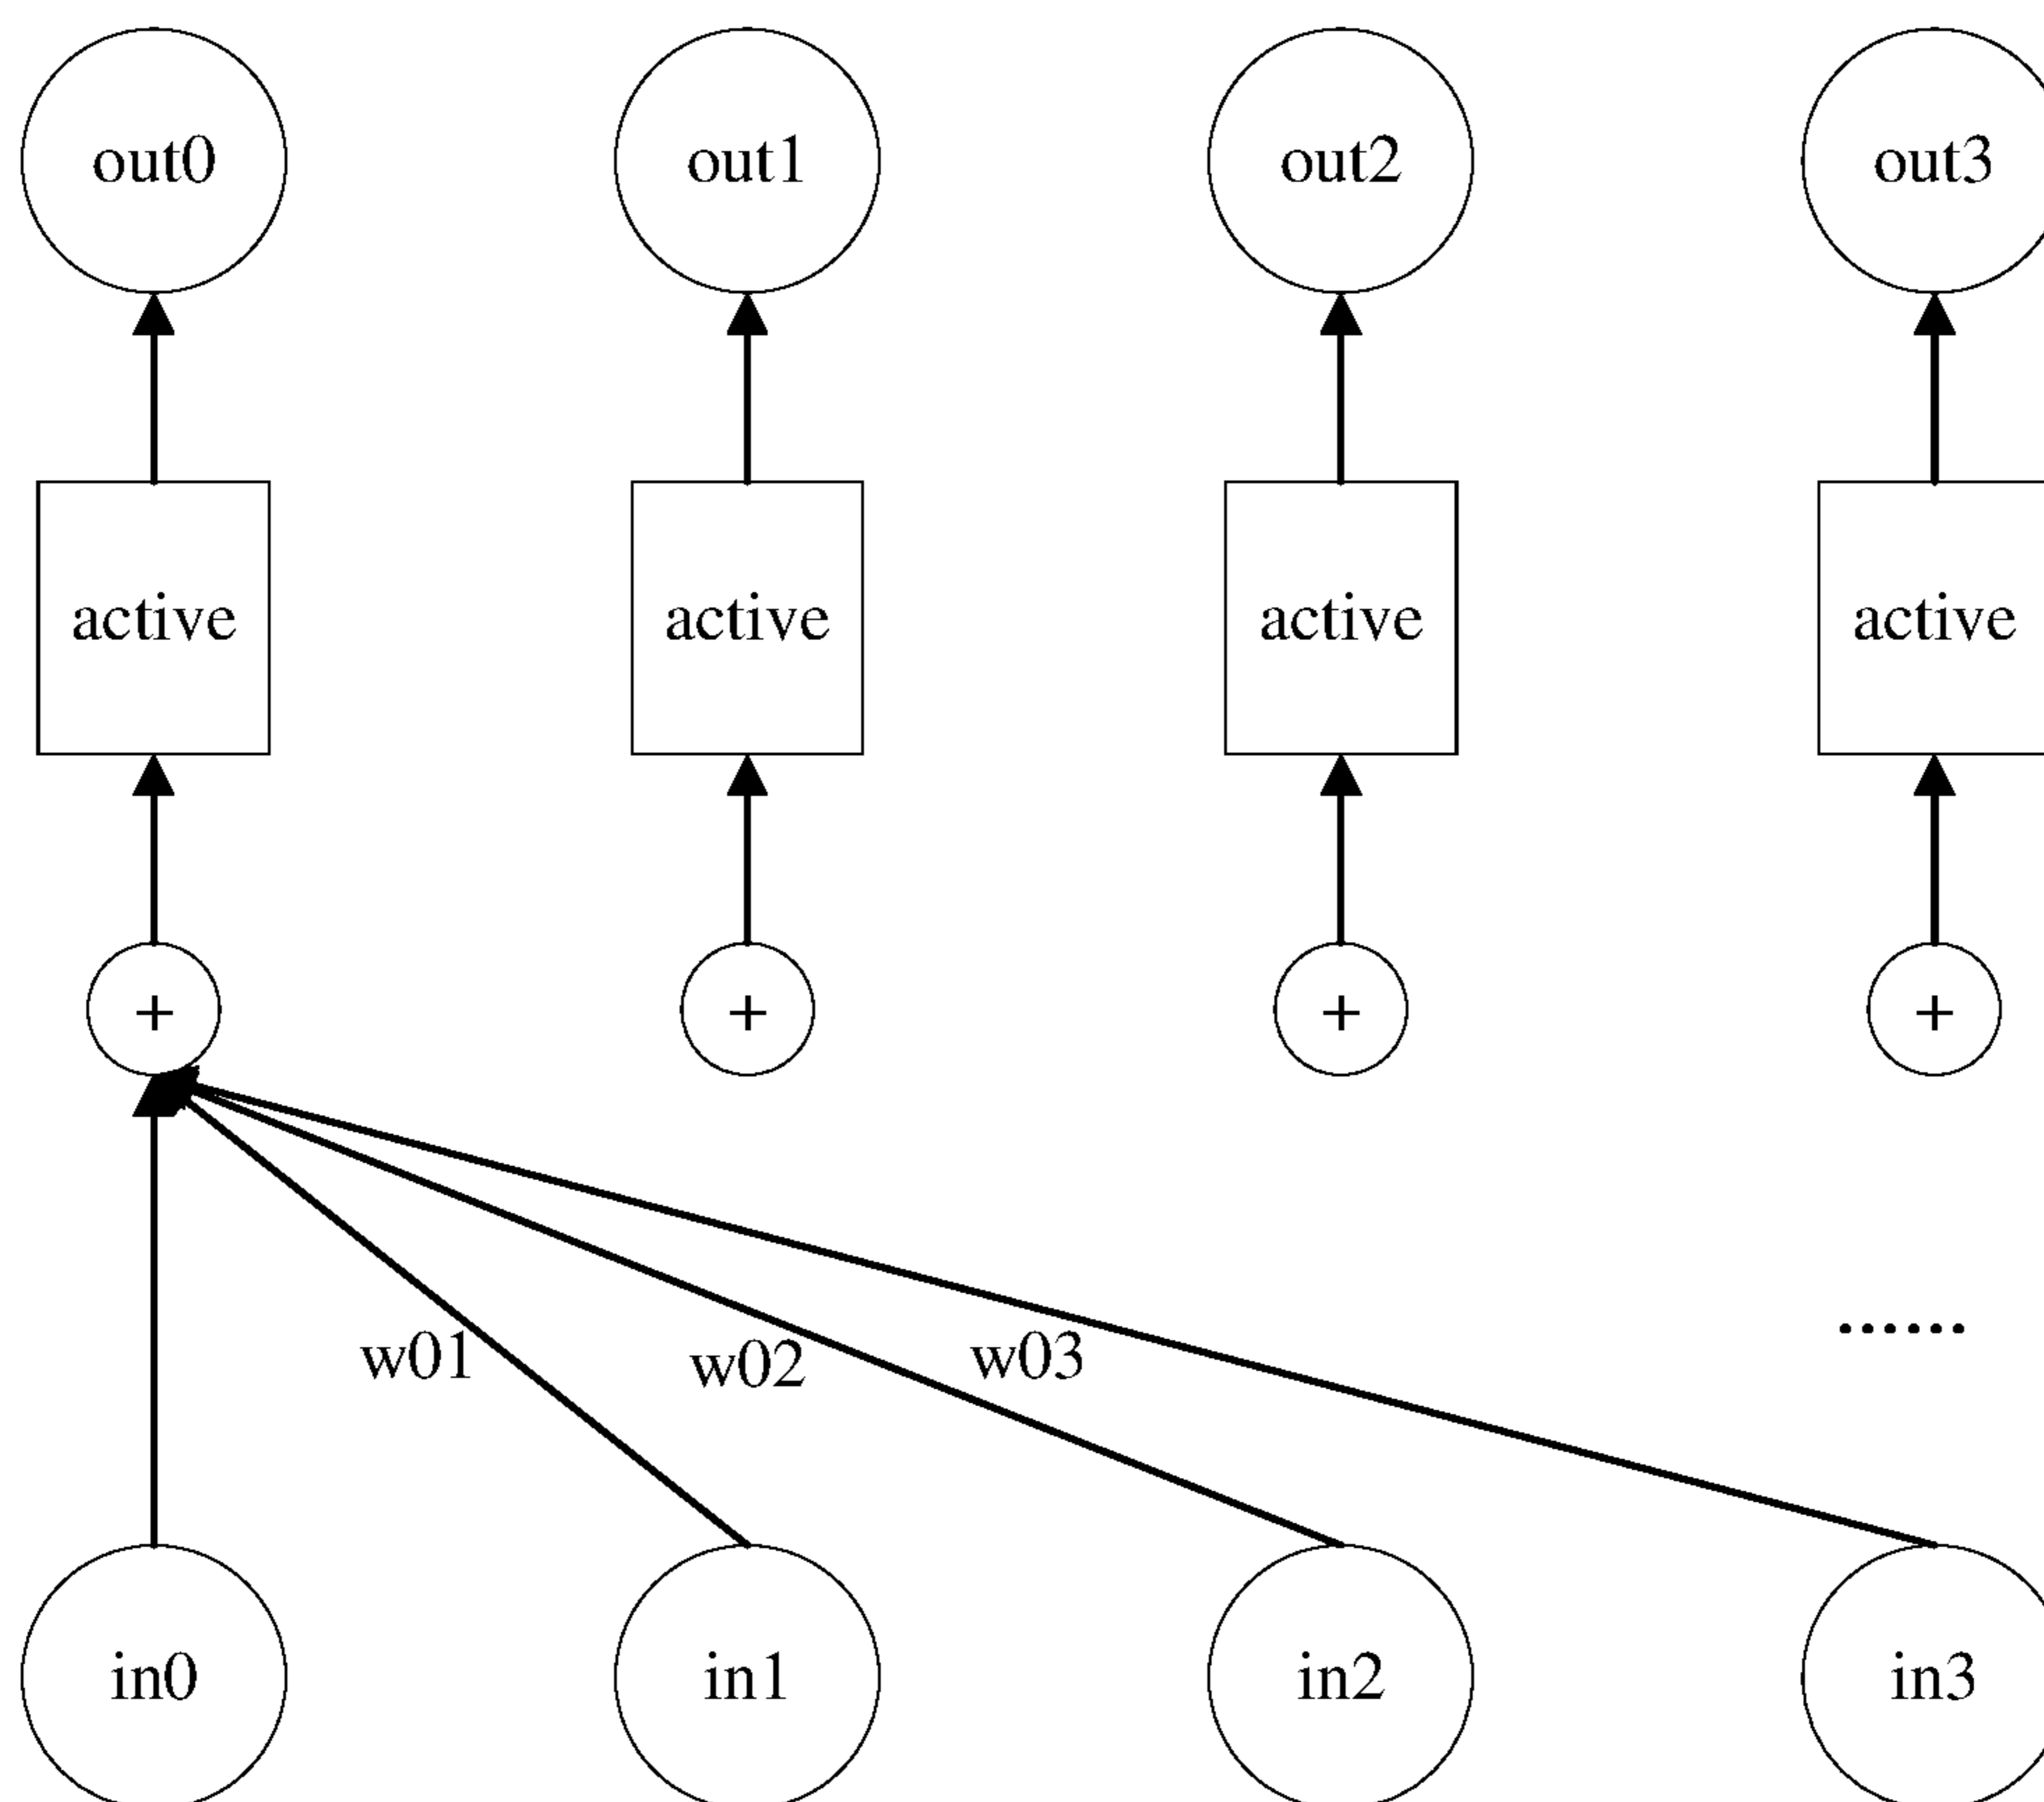 out0 out1 out2 out3
active active active active
+ + + +
w01 w02 w03 ......
in0 in1 in2 in3